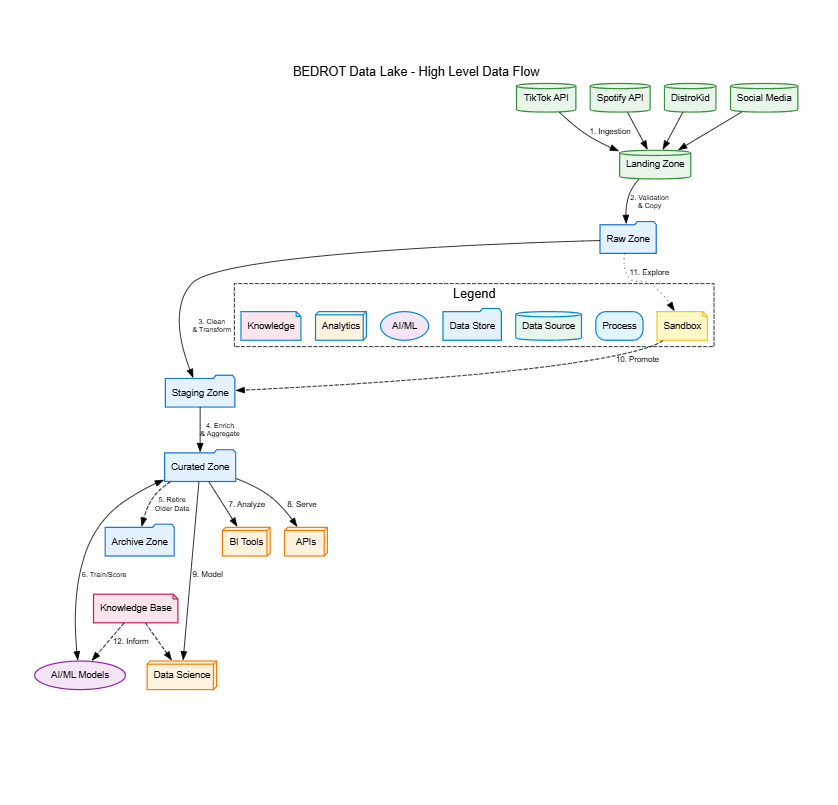 BEDROT Data Lake - High Level Data Flow
TikTok API
Spotify API
DistroKid
Social Media
1. Ingestion
Landing Zone
2. Validation
& Copy
Raw Zone
11. Explore
Legend
Knowledge
Analytics
AI/ML
Data Store
Data Source
Process
Sandbox
3. Clean
& Transform
10. Promote
Staging Zone
4. Enrich
& Aggregate
Curated Zone
5. Retire
Older Data
7. Analyze
8. Serve
Archive Zone
BI Tools
APIs
6. Train/Score
9. Model
Knowledge Base
12. Inform
AI/ML Models
Data Science